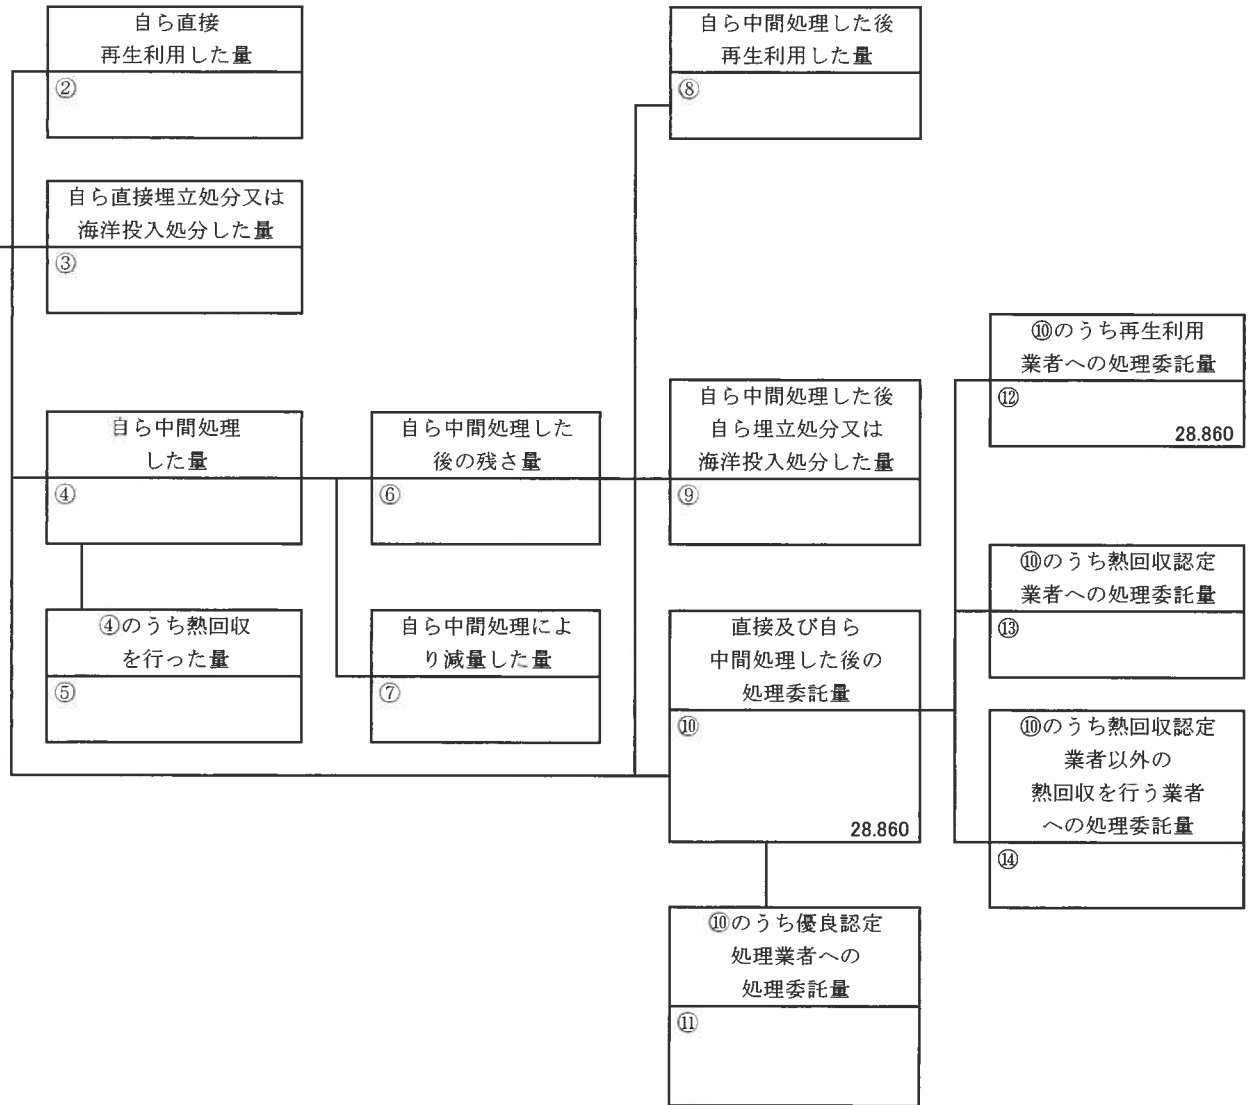 自ら直接
再生利用した量
②
自ら直接埋立処分又は
海洋投入処分した量
③
自ら中間処理
した量
④
④のうち熱回収
を行った量
⑤
自ら中間処理した
後の残さ量
⑥
自ら中間処理によ
り減量した量
⑦
自ら中間処理した後
再生利用した量
⑧
自ら中間処理した後
自ら埋立処分又は
海洋投入処分した量
⑨
直接及び自ら
中間処理した後の
処理委託量
⑩
28.860
⑩のうち優良認定
処理業者への
処理委託量
⑪
⑩のうち再生利用
業者への処理委託量
⑫
28.860
⑩のうち熱回収認定
業者への処理委託量
⑬
⑩のうち熱回収認定
業者以外の
熱回収を行う業者
への処理委託量
⑭